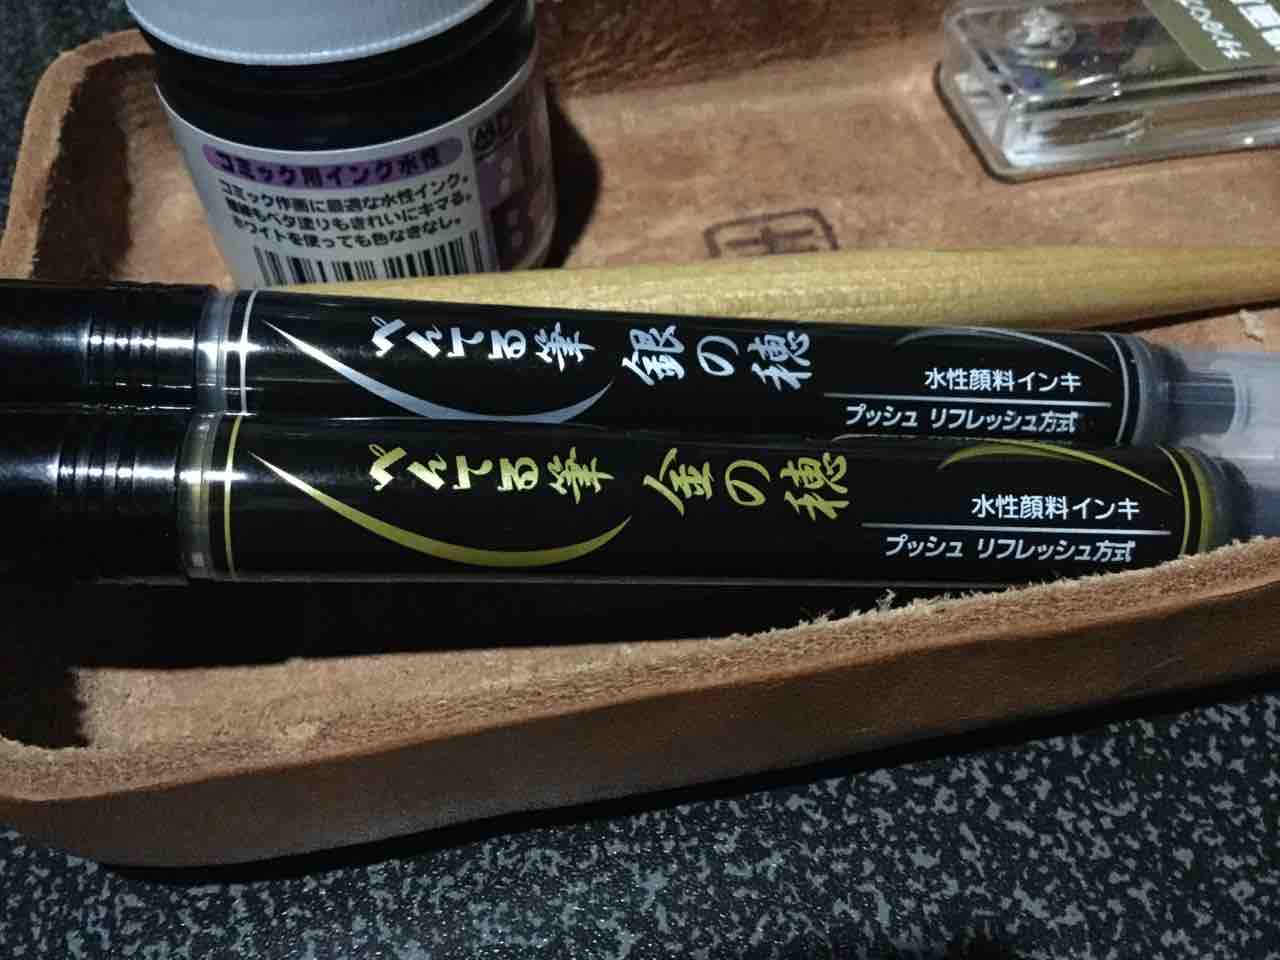 コミック用インク水性
コミック作画に最適な水性インク。
描線もベタ塗りもきれいにキマる。
ホワイトを使っても色なきなし。
ぺんてる筆 銀の穂
水性顔料インキ
プッシュ リフレッシュ方式
ぺんてる筆 金の穂
水性顔料インキ
プッシュ リフレッシュ方式